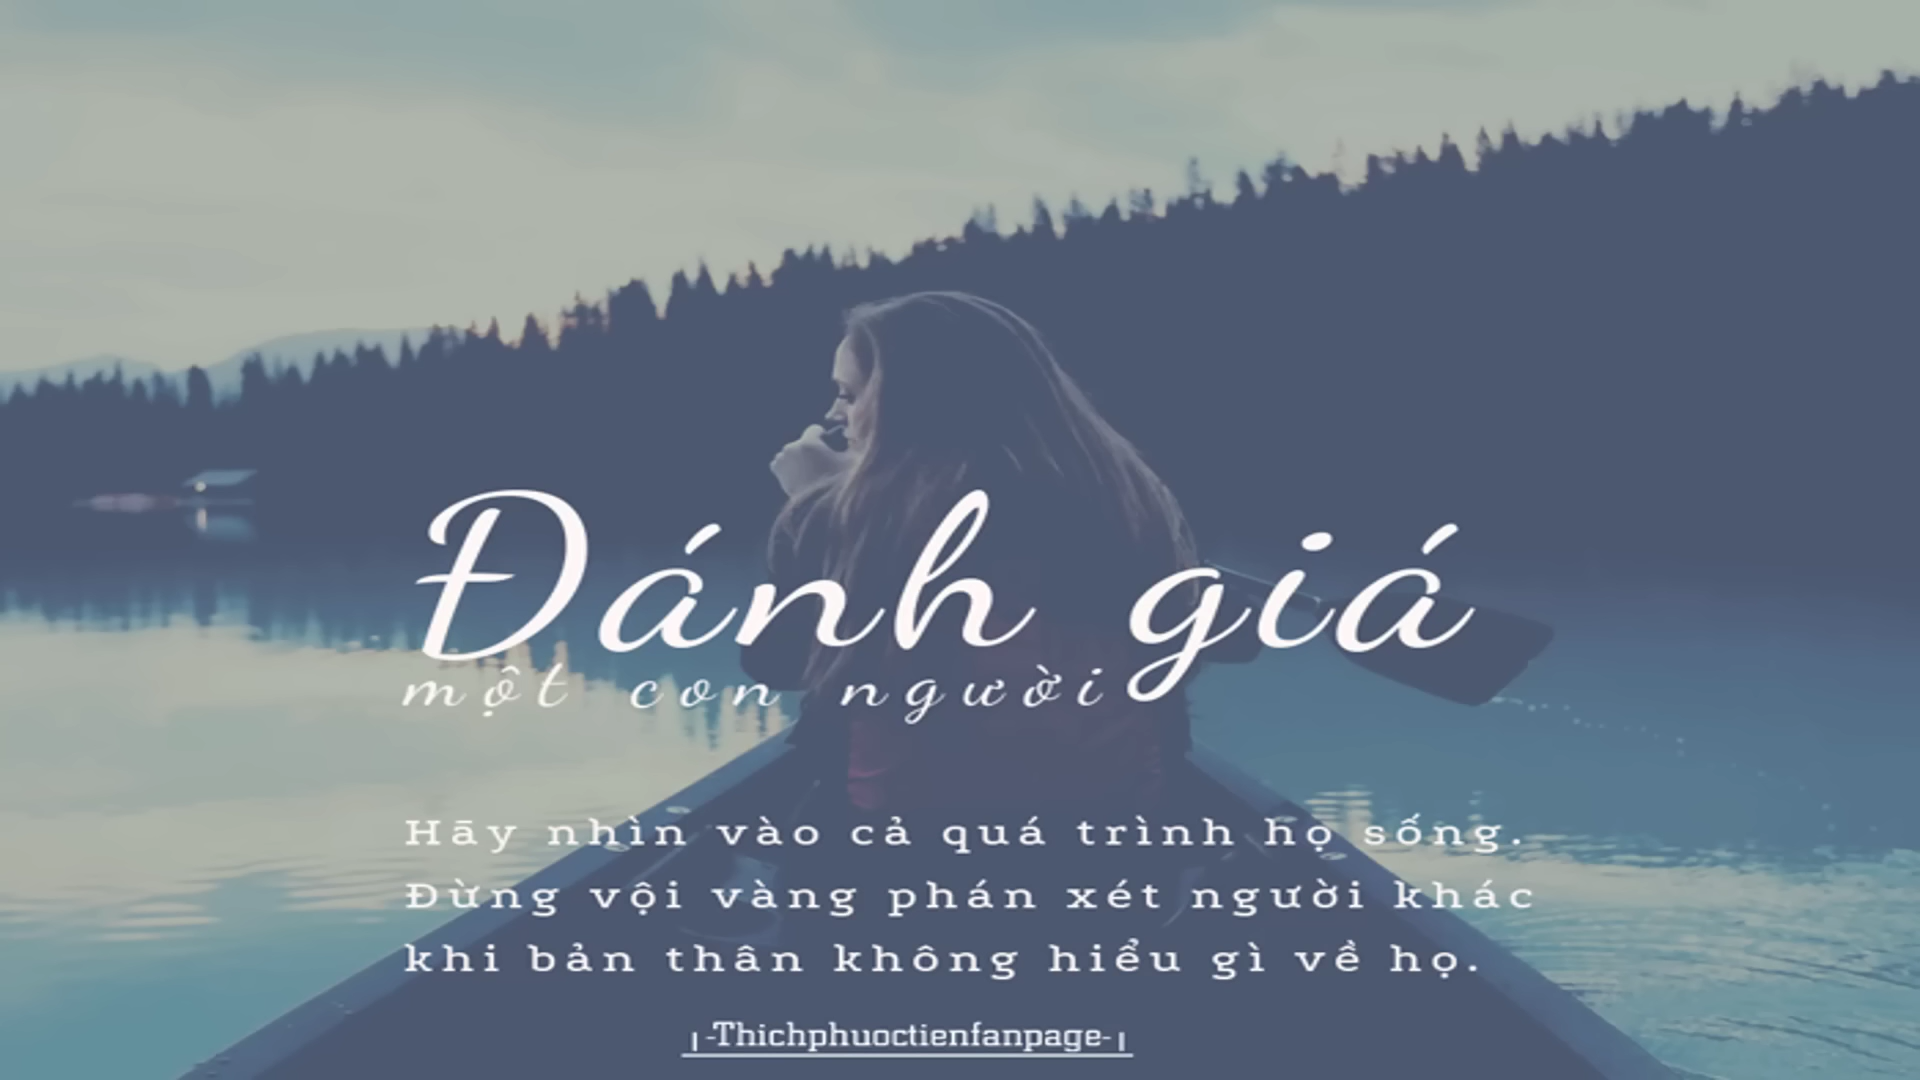 Đánh giá
một con người
Hãy nhìn vào cả quá trình họ sống.
Đừng vội vàng phán xét người khác
khi bản thân không hiểu gì về họ.
-Thichphuoctienfanpage-